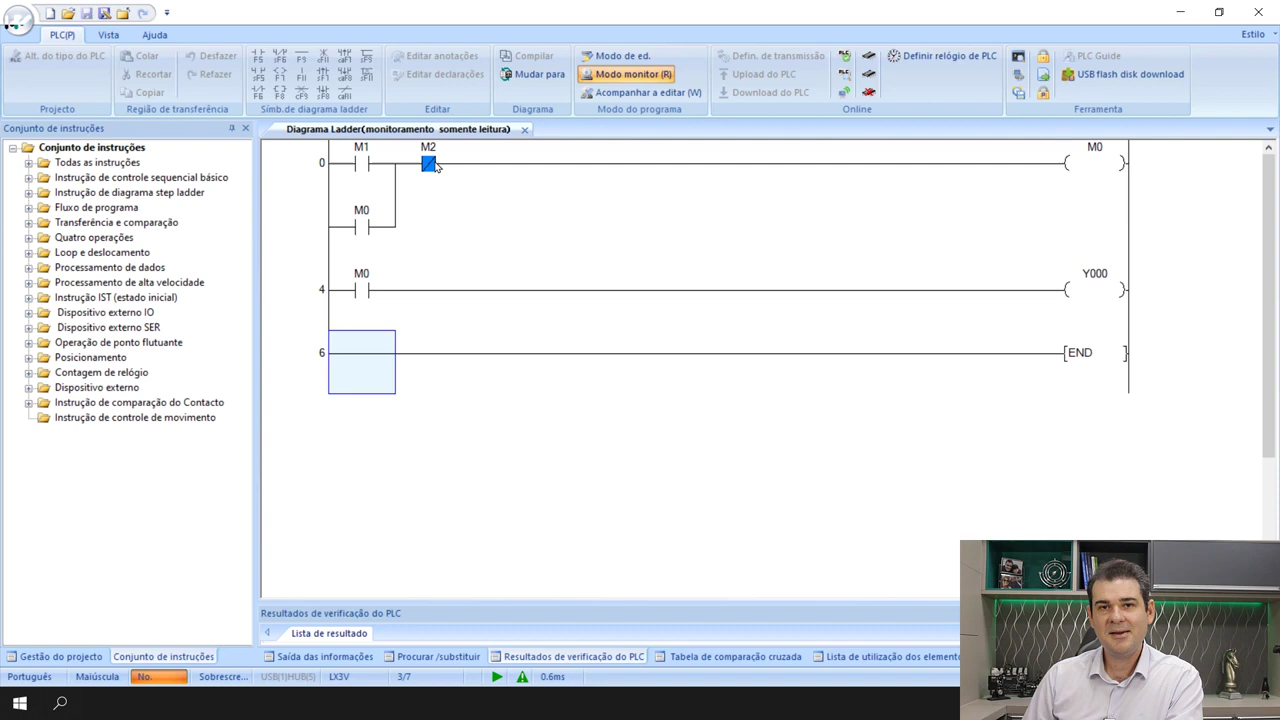 PLC(P) Vista Ajuda Estilo
Alt. do tipo do PLC Colar Desfazer Editar anotações Compilar Modo de ed. Defin. de transmissão Definir relógio de PLC PLC Guide
Recortar Refazer Editar declarações Mudar para Modo monitor (R) Upload do PLC USB flash disk download
Copiar Acompanhar a editar (W) Download do PLC
Projecto Região de transferência Símb.de diagrama ladder Editar Diagrama Modo do programa Online Ferramenta
Conjunto de instruções
Diagrama Ladder(monitoramento somente leitura)
Conjunto de instruções
Todas as instruções
Instrução de controle sequencial básico
Instrução de diagrama step ladder
Fluxo de programa
Transferência e comparação
Quatro operações
Loop e deslocamento
Processamento de dados
Processamento de alta velocidade
Instrução IST (estado inicial)
Dispositivo externo IO
Dispositivo externo SER
Operação de ponto flutuante
Posicionamento
Contagem de relógio
Dispositivo externo
Instrução de comparação do Contacto
Instrução de controle de movimento
M1 M2 M0
0
M0
M0 Y000
4
6 END
Resultados de verificação do PLC
Lista de resultado
Gestão do projecto Conjunto de instruções Saída das informações Procurar /substituir Resultados de verificação do PLC Tabela de comparação cruzada Lista de utilização dos elemento
Português Maiúscula No. Sobrescre... USB(1)HUB(5) LX3V 3/7 0.6ms